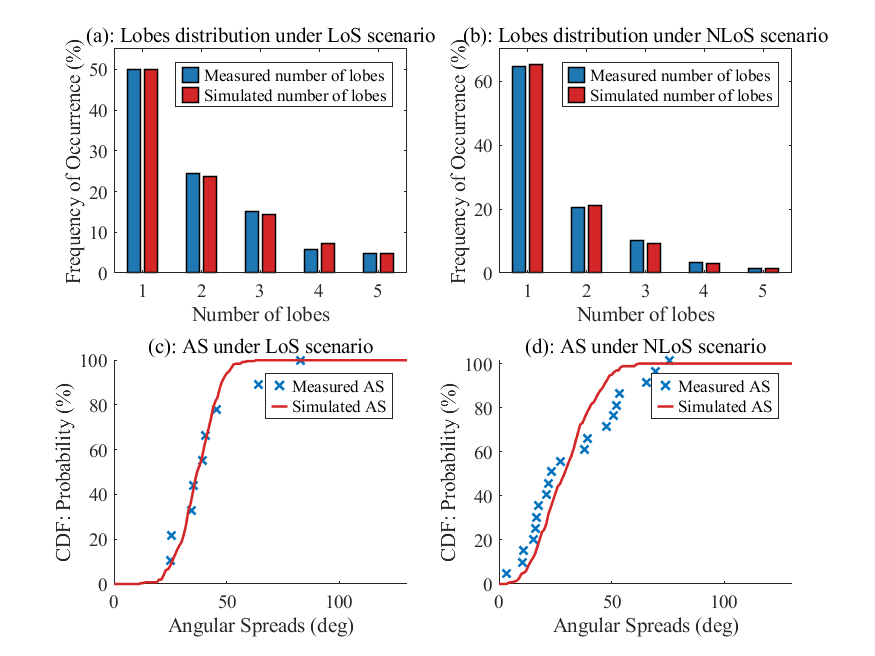 (a): Lobes distribution under LoS scenario
Frequency of Occurrence (%)
50
40
30
20
10
0
Measured number of lobes
Simulated number of lobes
1 2 3 4 5
Number of lobes
(b): Lobes distribution under NLoS scenario
Frequency of Occurrence (%)
60
40
20
0
Measured number of lobes
Simulated number of lobes
1 2 3 4 5
Number of lobes
(c): AS under LoS scenario
CDF: Probability (%)
100
80
60
40
20
0
Measured AS
Simulated AS
0 50 100
Angular Spreads (deg)
(d): AS under NLoS scenario
CDF: Probability (%)
100
80
60
40
20
0
Measured AS
Simulated AS
0 50 100
Angular Spreads (deg)